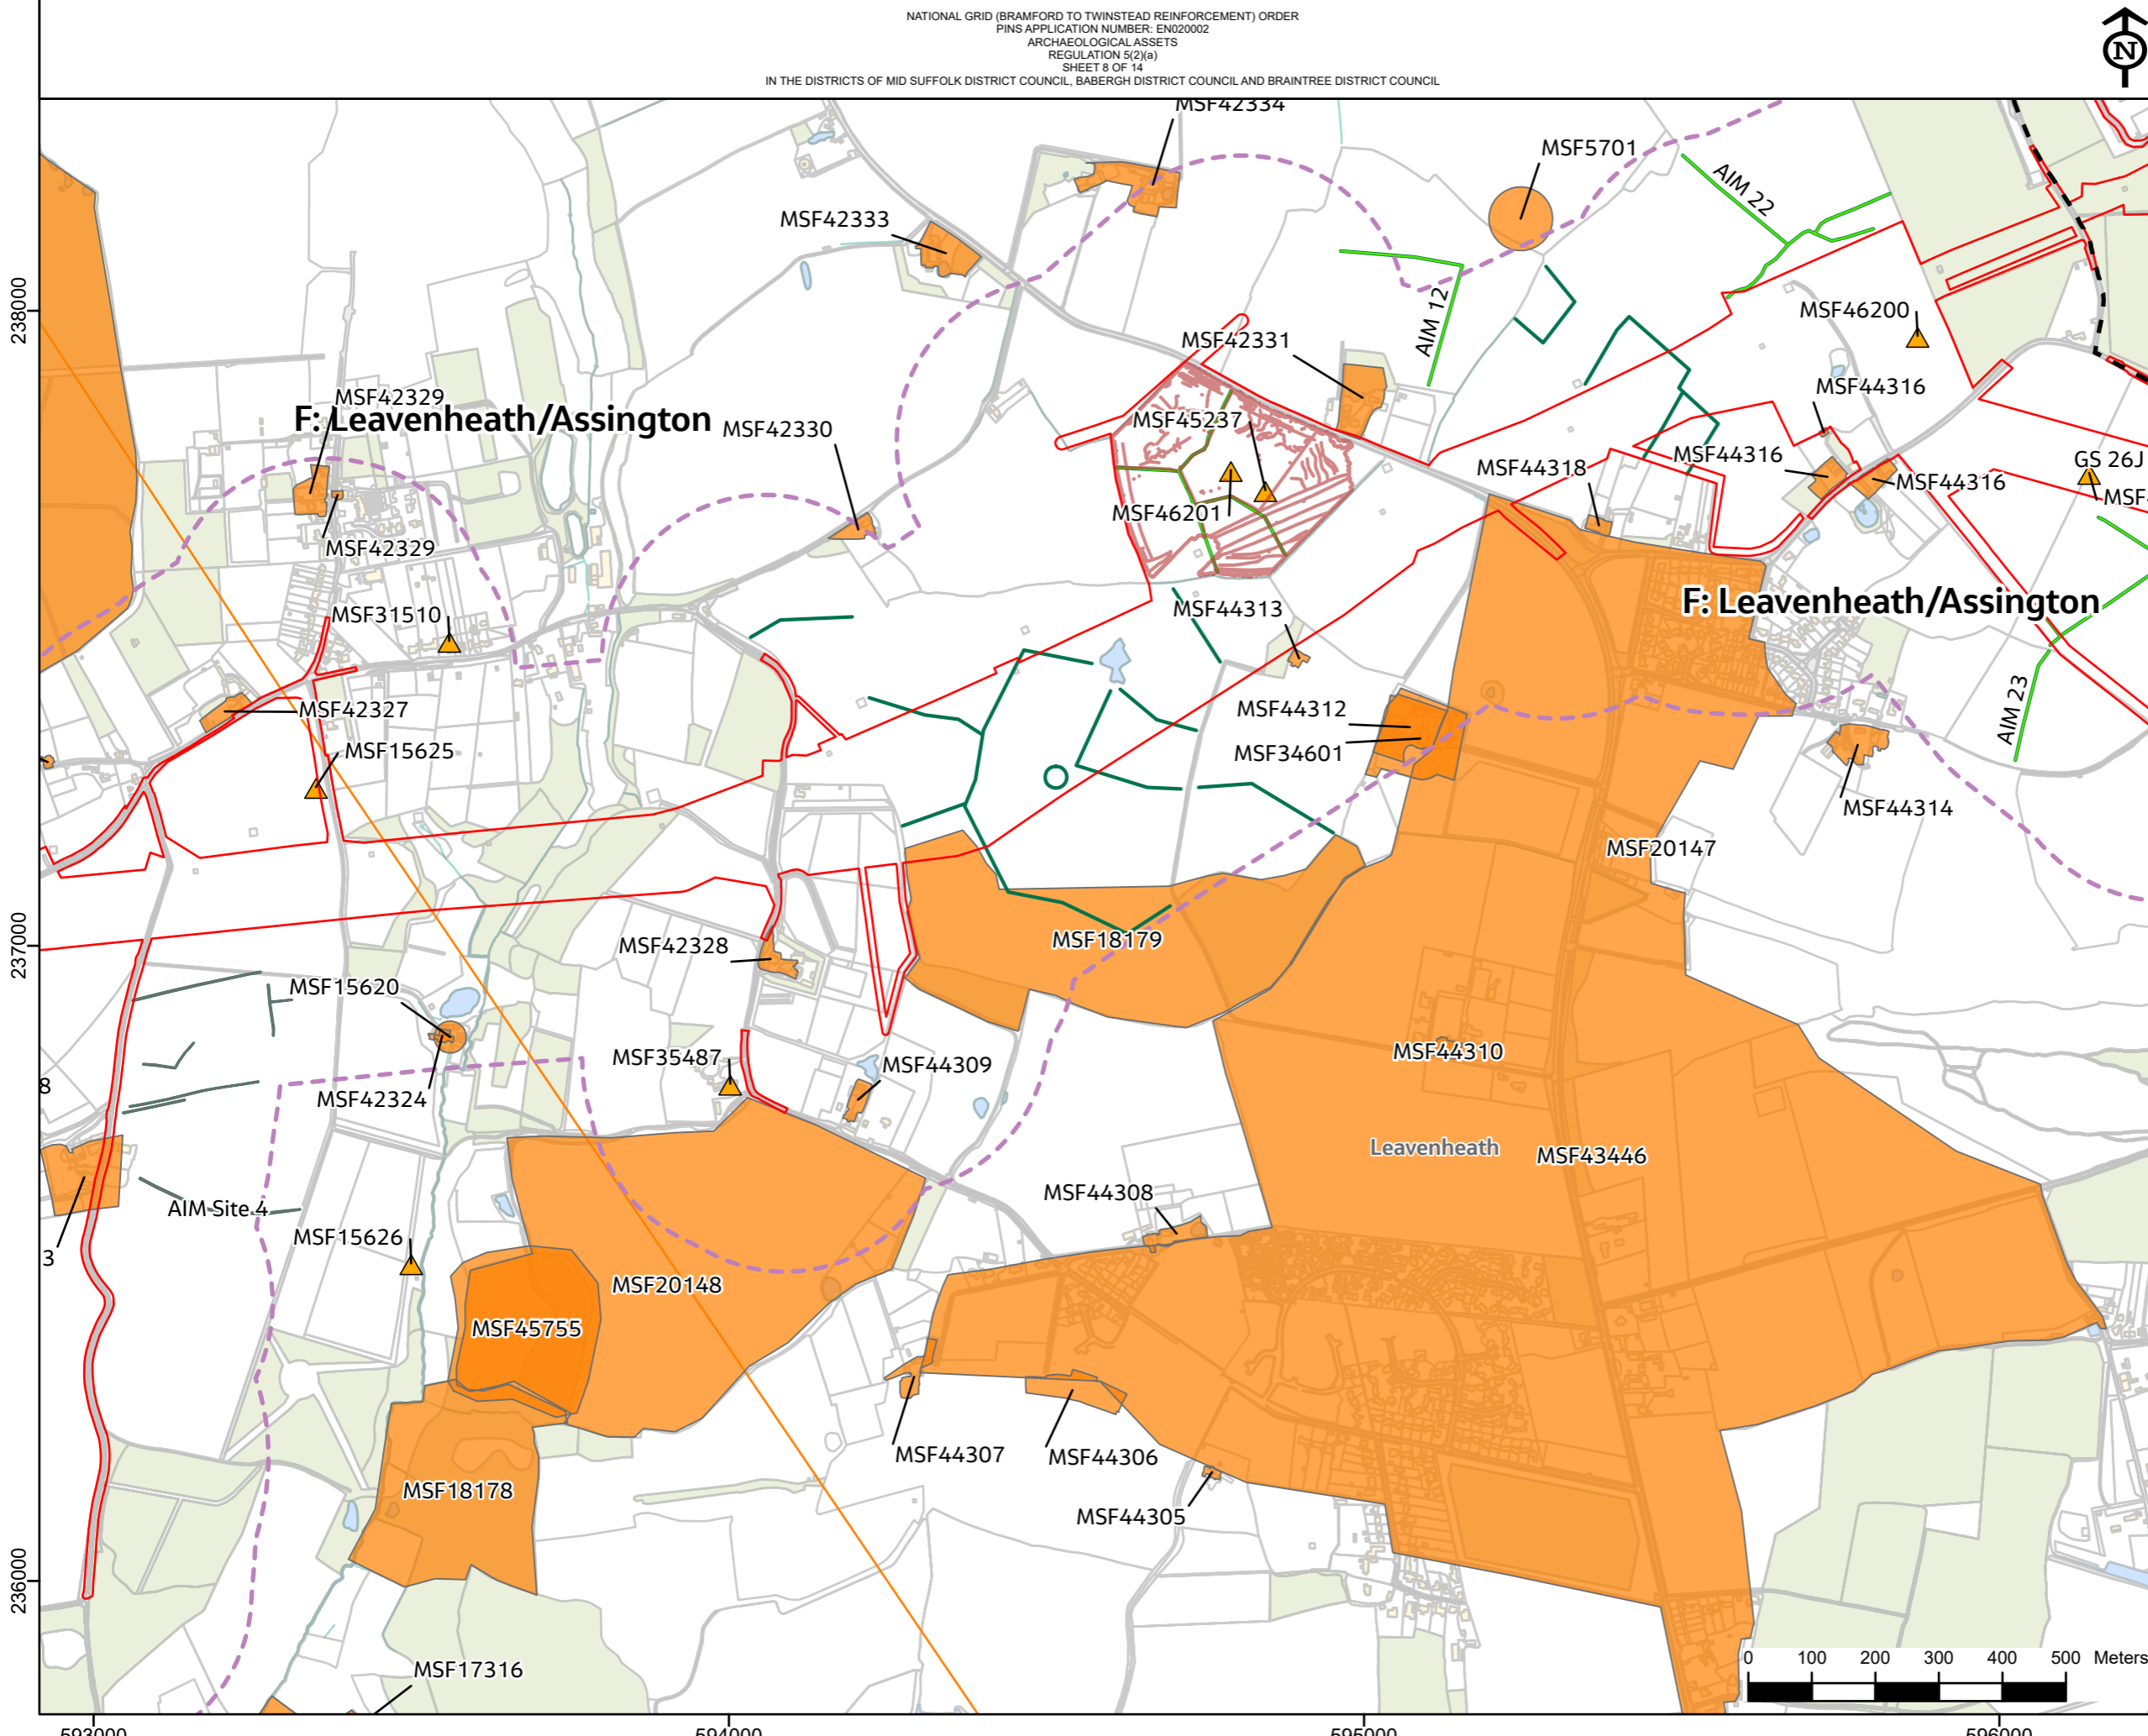 NATIONAL GRID (BRAMFORD TO TWINSTEAD REINFORCEMENT) ORDER
PINS APPLICATION NUMBER: EN020002
ARCHAEOLOGICAL ASSETS
REGULATION 5(2)(a)
SHEET 8 OF 14
IN THE DISTRICTS OF MID SUFFOLK DISTRICT COUNCIL, BABERGH DISTRICT COUNCIL AND BRAINTREE DISTRICT COUNCIL
N
MSF42334
MSF5701
AIM 22
MSF42333
238000
AIM 12
MSF46200
MSF42331
MSF44316
MSF42329
F: Leavenheath/Assington
MSF42330
MSF45237
MSF44318
MSF44316
GS 26J
MSF44316
MSF
MSF46201
MSF42329
MSF31510
MSF44313
F: Leavenheath/Assington
MSF42327
MSF44312
AIM 23
MSF15625
MSF34601
MSF44314
MSF20147
237000
MSF42328
MSF18179
MSF15620
MSF35487
MSF44309
MSF44310
8
MSF42324
Leavenheath
MSF43446
MSF44308
AIM Site 4
MSF15626
3
MSF20148
MSF45755
MSF44307
MSF44306
MSF18178
MSF44305
236000
MSF17316
0 100 200 300 400 500 Meters
593000 594000 595000 596000